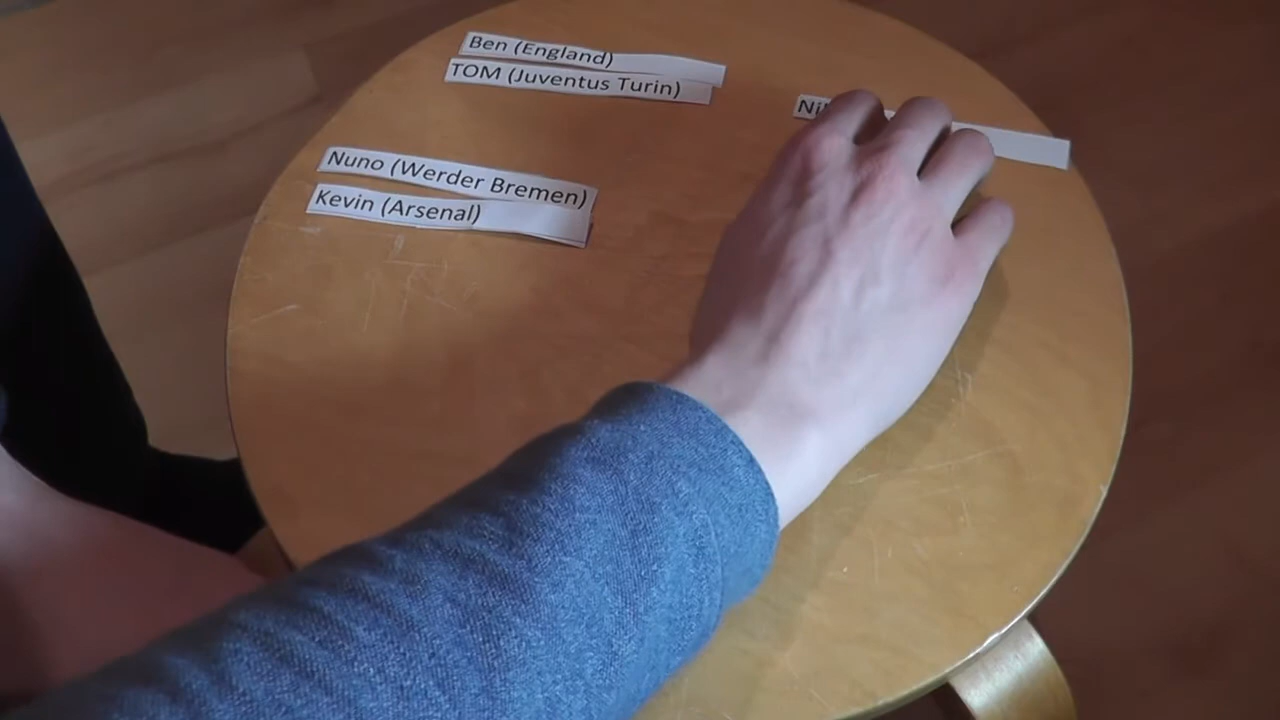 Ben (England)
TOM (Juventus Turin)
Nuno (Werder Bremen)
Kevin (Arsenal)